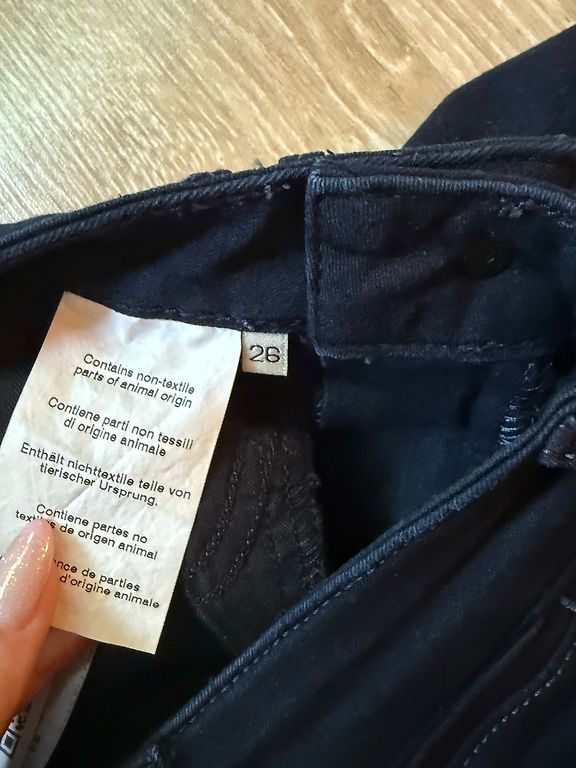 Contains non-textile
parts of animal origin
Contiene parti non tessili
di origine animale
Enthält nichttextile teile von
tierischer Ursprung.
Contiene partes no
de origen animal
de parties
d'origine animale
26